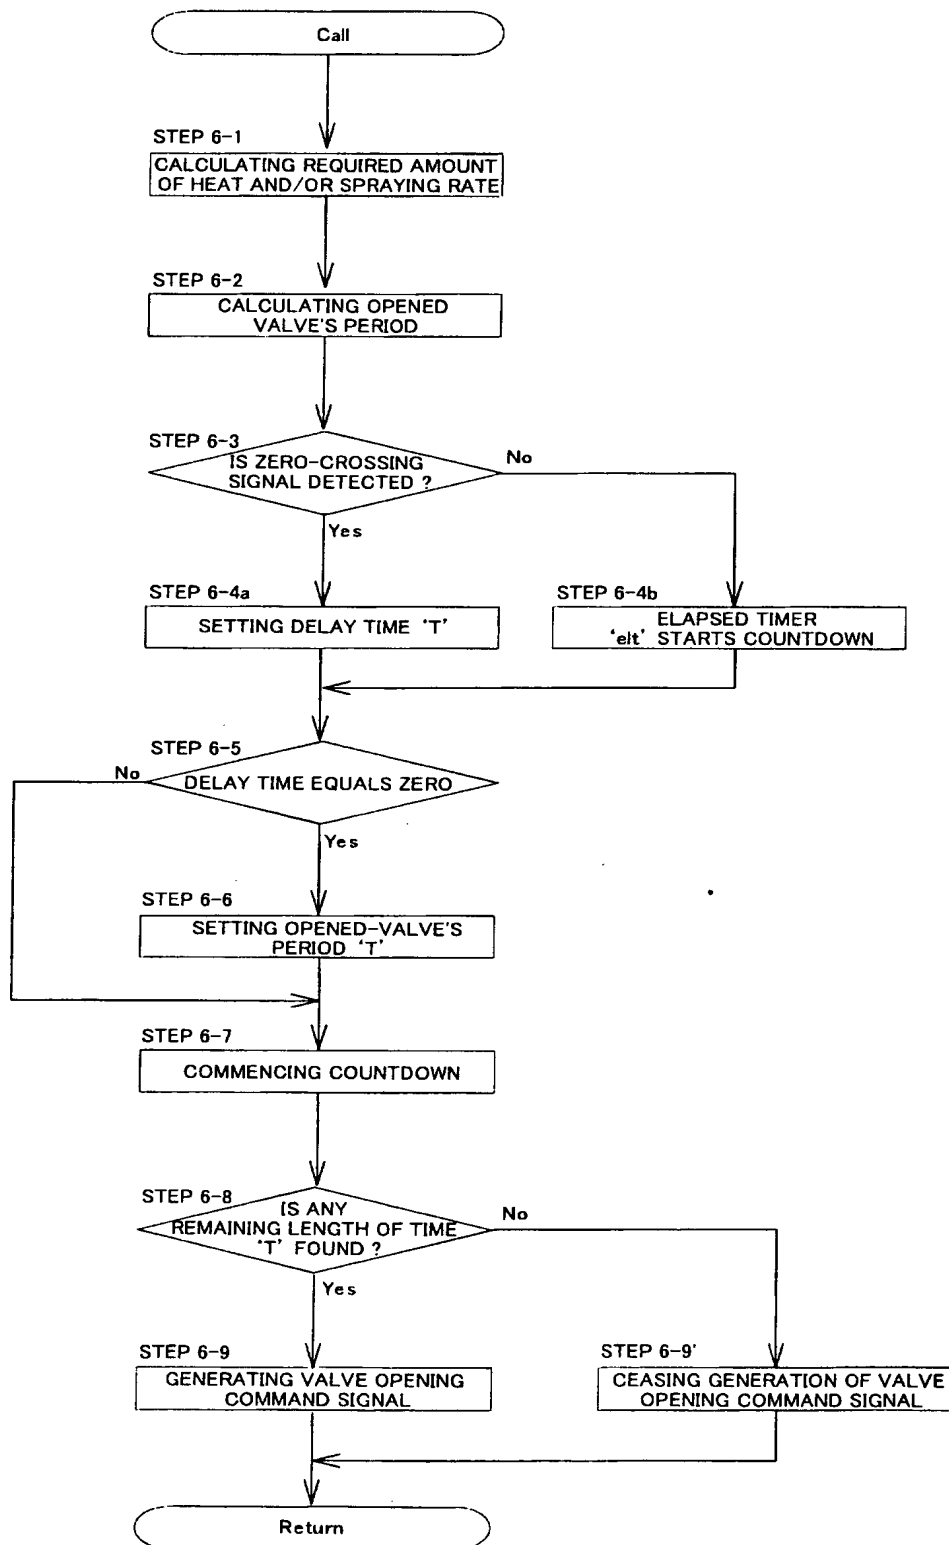 Call
STEP 6-1
CALCULATING REQUIRED AMOUNT
OF HEAT AND/OR SPRAYING RATE
STEP 6-2
CALCULATING OPENED
VALVE'S PERIOD
STEP 6-3
IS ZERO-CROSSING
SIGNAL DETECTED ?
No
Yes
STEP 6-4a
SETTING DELAY TIME 'T'
STEP 6-4b
ELAPSED TIMER
'elt' STARTS COUNTDOWN
STEP 6-5
No
DELAY TIME EQUALS ZERO
Yes
STEP 6-6
SETTING OPENED-VALVE'S
PERIOD 'T'
STEP 6-7
COMMENCING COUNTDOWN
STEP 6-8
IS ANY
REMAINING LENGTH OF TIME
'T' FOUND ?
No
Yes
STEP 6-9
GENERATING VALVE OPENING
COMMAND SIGNAL
STEP 6-9'
CEASING GENERATION OF VALVE
OPENING COMMAND SIGNAL
Return